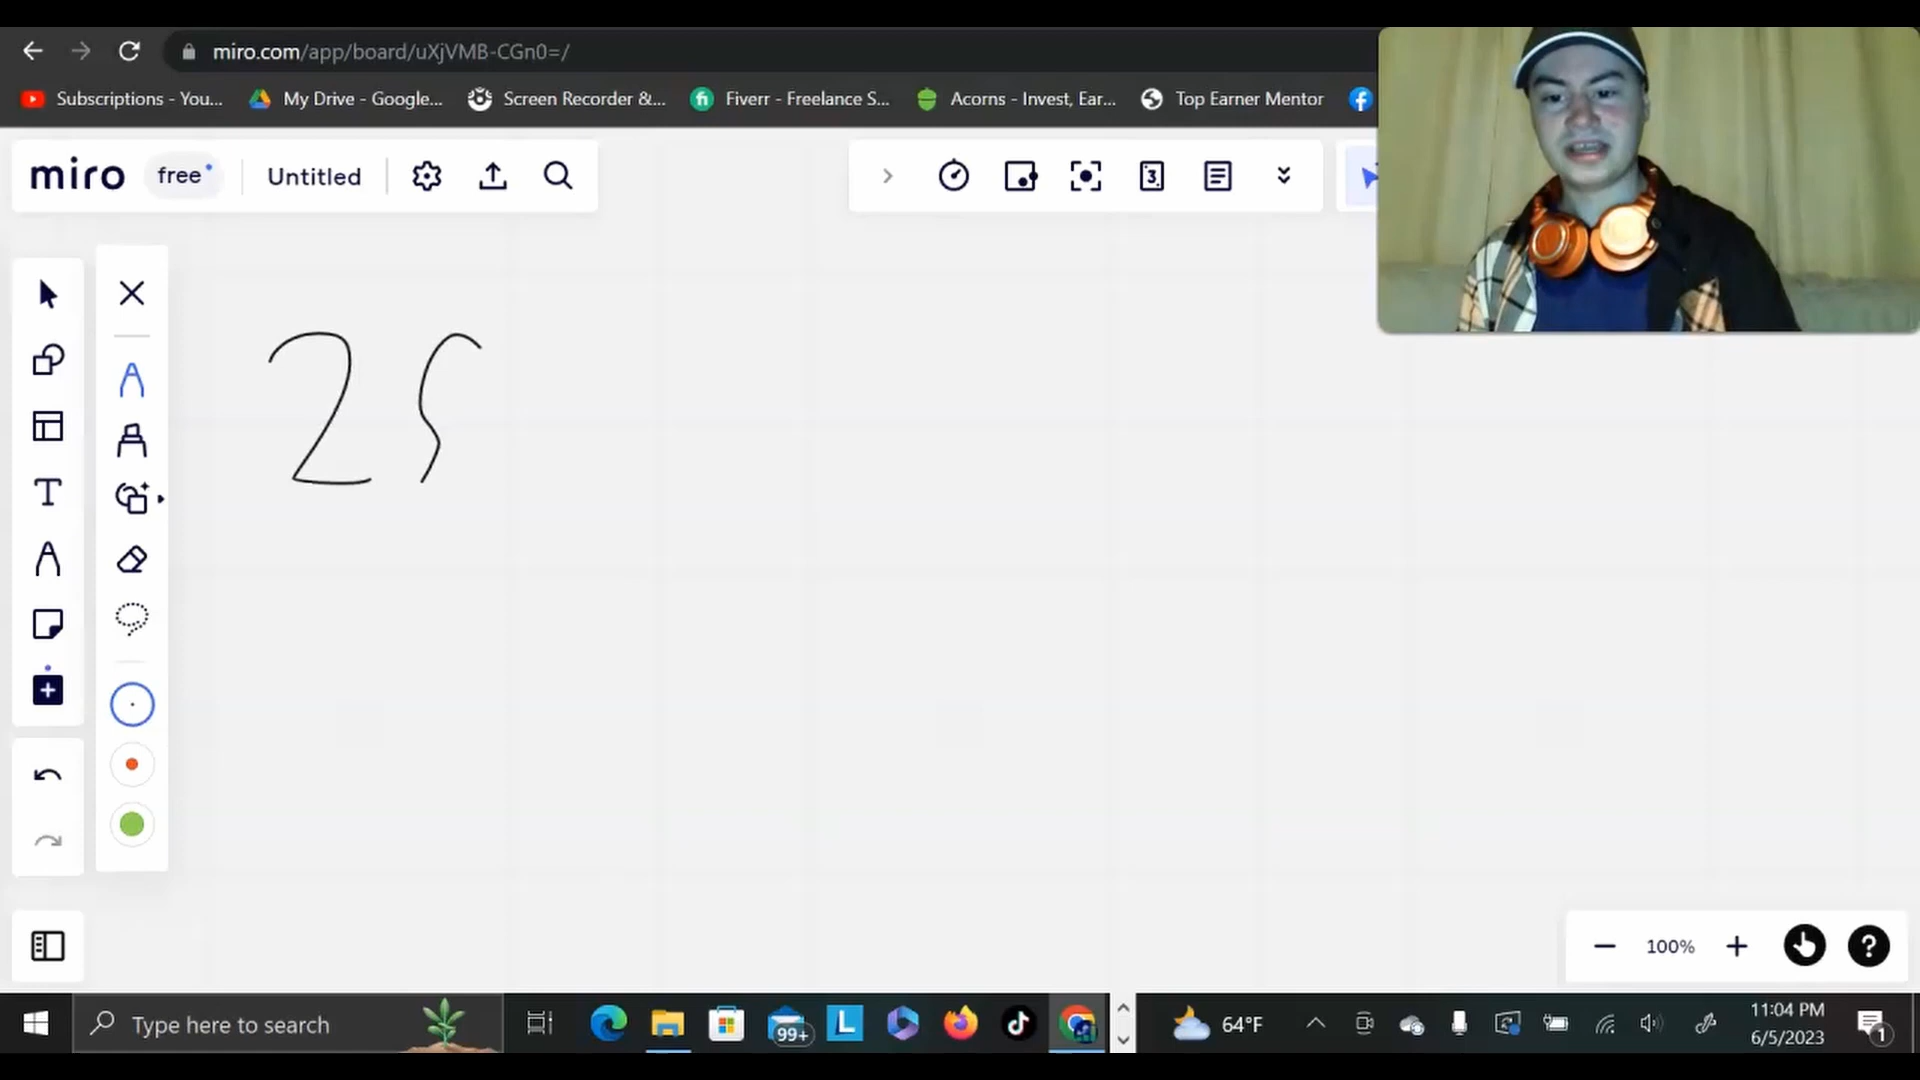 miro.com/app/board/uXjVMB-CGn0=/
Subscriptions - You... My Drive - Google... Screen Recorder &... Fiverr - Freelance S... Acorns - Invest, Ear... Top Earner Mentor
miro free Untitled
3
25
100%
Type here to search
99+
L
64°F
11:04 PM
6/5/2023
1